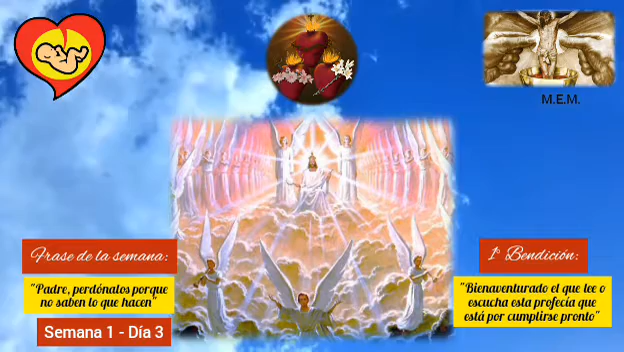 M.E.M.
Frase de la semana:
"Padre, perdónalos porque
no saben lo que hacen"
Semana 1 - Día 3
1° Bendición:
"Bienaventurado el que lee o
escucha esta profecía que
está por cumplirse pronto"